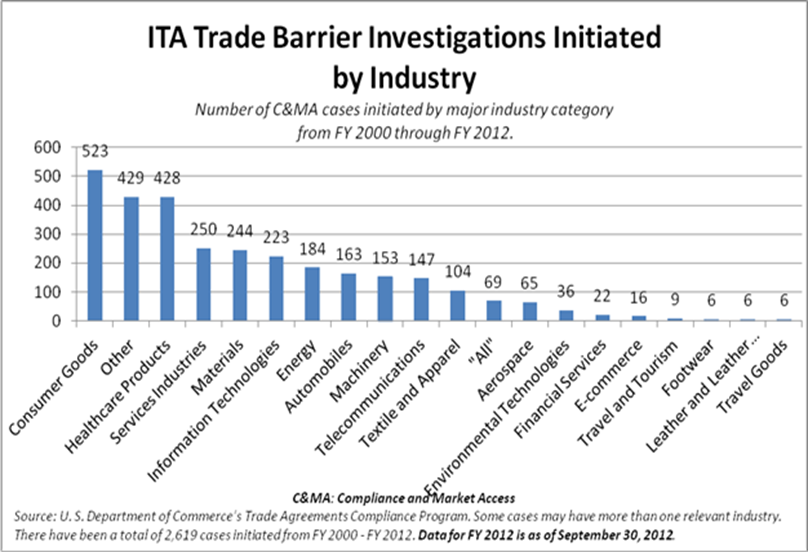 ITA Trade Barrier Investigations Initiated
by Industry
Number of C&MA cases initiated by major industry category
from FY 2000 through FY 2012.
600
500
400
300
200
100
0
523
429
428
250
244
223
184
163
153
147
104
69
65
36
22
16
9
6
6
6
Consumer Goods
Other
Healthcare Products
Services Industries
Materials
Information Technologies
Energy
Automobiles
Machinery
Telecommunications
Textile and Apparel
"All"
Aerospace
Environmental Technologies
Financial Services
E-commerce
Travel and Tourism
Footwear
Leather and Leather...
Travel Goods
C&MA: Compliance and Market Access
Source: U. S. Department of Commerce's Trade Agreements Compliance Program. Some cases may have more than one relevant industry.
There have been a total of 2,619 cases initiated from FY 2000 - FY 2012. Data for FY 2012 is as of September 30, 2012.